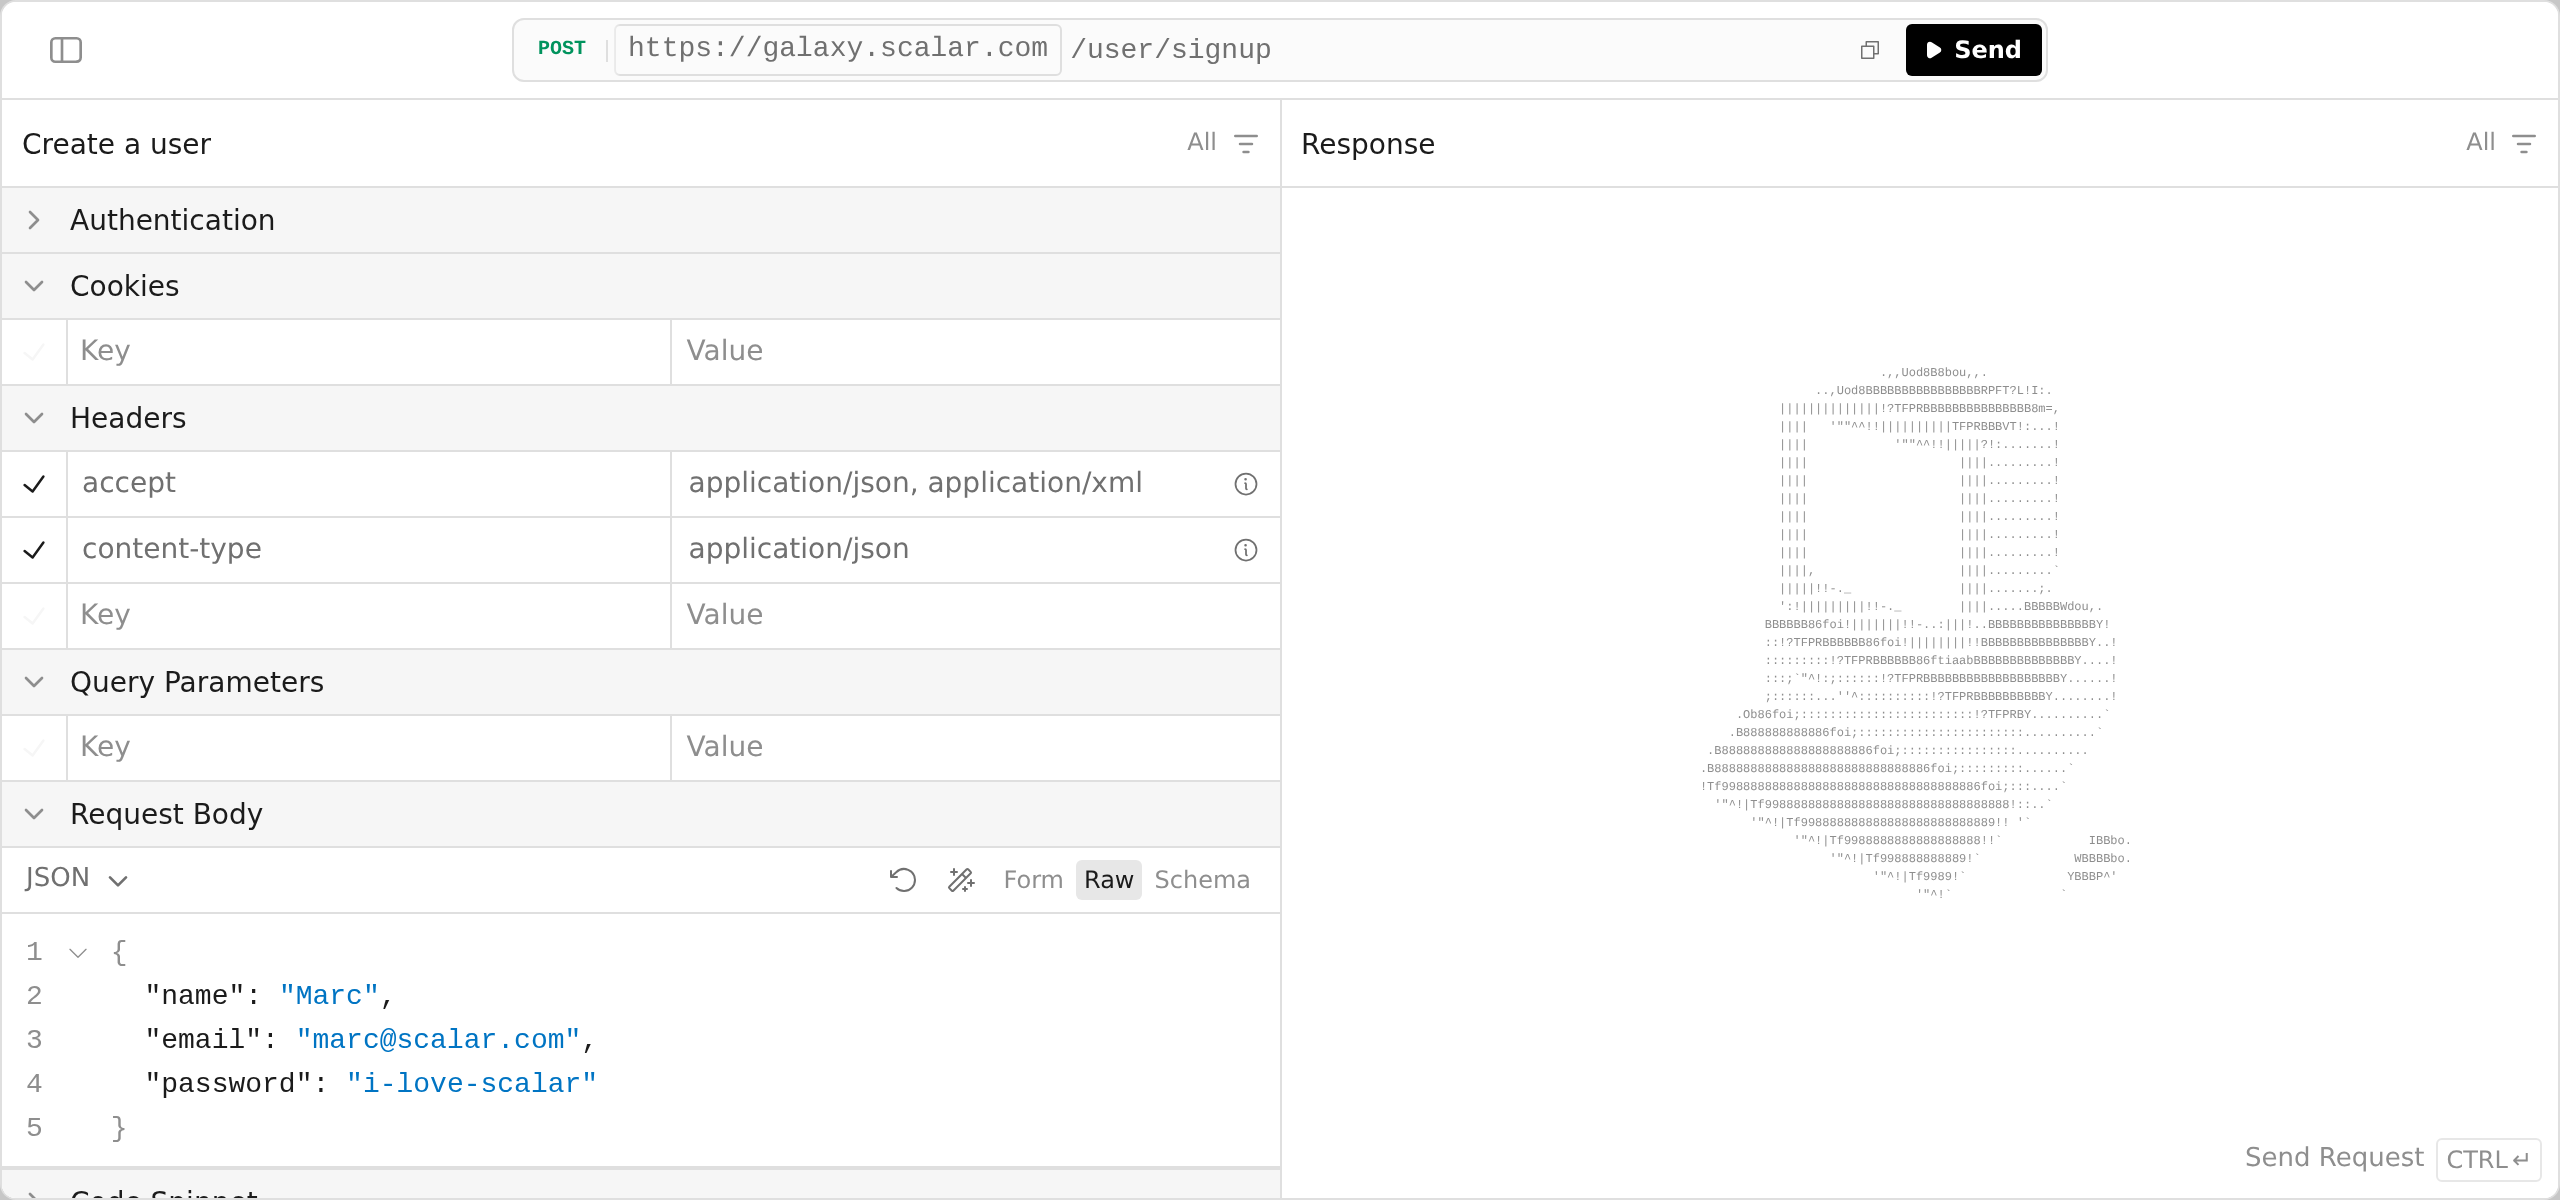 POST https://galaxy.scalar.com /user/signup Send
Create a user All
Response All
Authentication
Cookies
Key Value
Headers
accept application/json, application/xml
content-type application/json
Key Value
Query Parameters
Key Value
Request Body
JSON Form Raw Schema
1 {
2 "name": "Marc",
3 "email": "marc@scalar.com",
4 "password": "i-love-scalar"
5 }
Code Snippet
Send Request CTRL↵